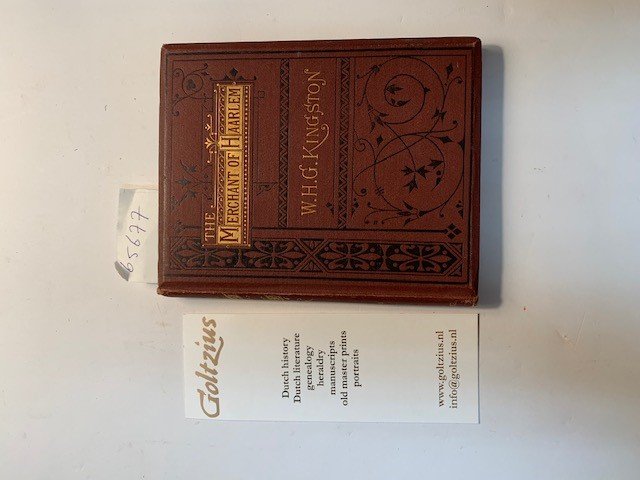 THE
MERCHANT OF HAARLEM
W. H. G. KINGSTON
65677
Goltzius
Dutch history
Dutch literature
genealogy
heraldry
manuscripts
old master prints
portraits
www.goltzius.nl
info@goltzius.nl